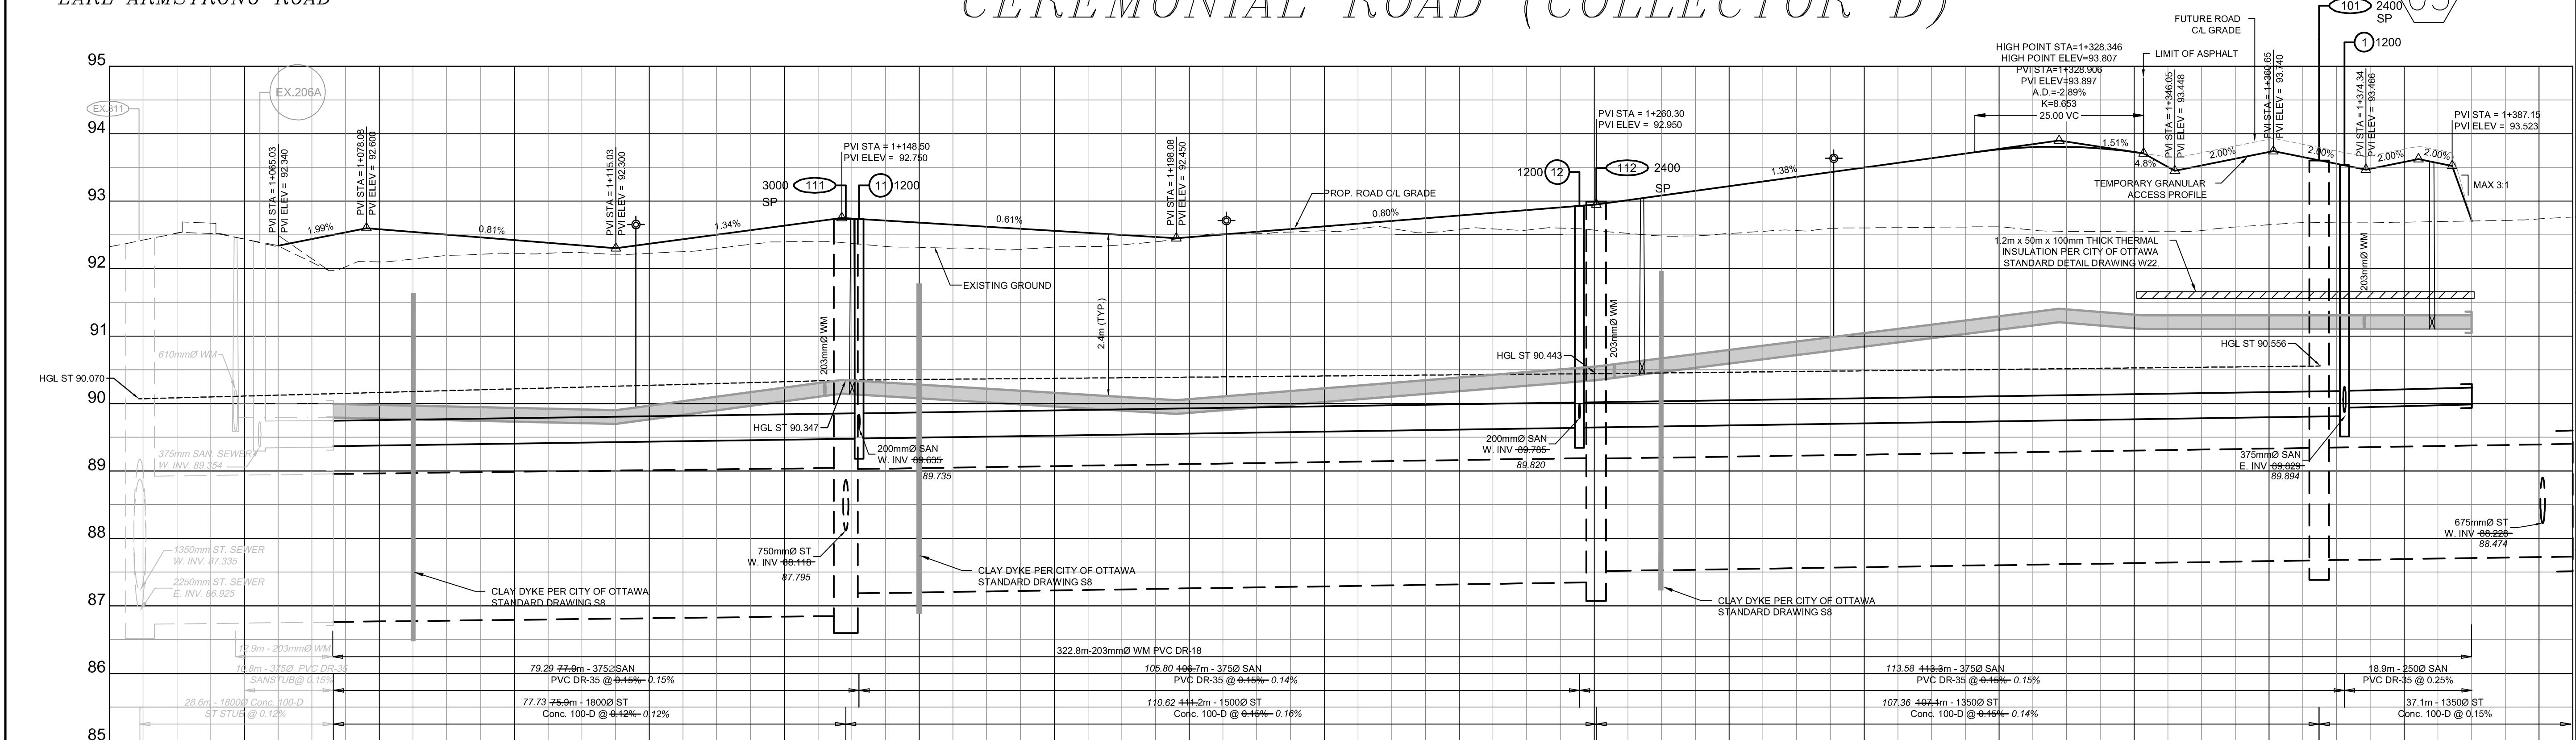 EARL ARMSTRONG ROAD
CEREMONIAL ROAD (COLLECTOR D)
101 2400
SP
03
1 1200
95
94
93
92
91
90
89
88
87
86
85
EX.811
EX.206A
PVI STA = 1+065.03
PVI ELEV = 92.340
PVI STA = 1+078.08
PVI ELEV = 92.600
PVI STA = 1+115.03
PVI ELEV = 92.300
PVI STA = 1+148.50
PVI ELEV = 92.750
PVI STA = 1+198.08
PVI ELEV = 92.450
PVI STA = 1+260.30
PVI ELEV = 92.950
HIGH POINT STA=1+328.346
HIGH POINT ELEV=93.807
PVI STA=1+328.906
PVI ELEV=93.897
A.D.=-2.89%
K=8.653
25.00 VC
LIMIT OF ASPHALT
FUTURE ROAD
C/L GRADE
PVI STA = 1+346.05
PVI ELEV = 93.448
PVI STA = 1+360.65
PVI ELEV = 93.740
PVI STA = 1+374.34
PVI ELEV = 93.466
PVI STA = 1+387.15
PVI ELEV = 93.523
1.99%
0.81%
1.34%
0.61%
0.80%
1.38%
1.51%
4.8%
2.00%
2.00%
2.00%
2.00%
MAX 3:1
3000 111
SP
11 1200
1200 12
112 2400
SP
PROP. ROAD C/L GRADE
TEMPORARY GRANULAR
ACCESS PROFILE
EXISTING GROUND
1.2m x 50m x 100mm THICK THERMAL
INSULATION PER CITY OF OTTAWA
STANDARD DETAIL DRAWING W22.
203mmØ WM
203mmØ WM
203mmØ WM
2.4m (TYP.)
610mmØ WM
HGL ST 90.070
HGL ST 90.347
HGL ST 90.443
HGL ST 90.556
375mm SAN. SEWER
W. INV. 89.354
200mmØ SAN
W. INV 89.635
89.735
200mmØ SAN
W. INV 89.785
89.820
375mmØ SAN
E. INV 89.829
89.894
1350mm ST. SEWER
W. INV. 87.335
2250mm ST. SEWER
E. INV. 86.925
750mmØ ST
W. INV 88.118
87.795
675mmØ ST
W. INV 88.228
88.474
CLAY DYKE PER CITY OF OTTAWA
STANDARD DRAWING S8
CLAY DYKE PER CITY OF OTTAWA
STANDARD DRAWING S8
CLAY DYKE PER CITY OF OTTAWA
STANDARD DRAWING S8
12.9m - 203mmØ WM
322.8m-203mmØ WM PVC DR-18
10.8m - 375Ø PVC DR-35
SANSTUB@ 0.15%
79.29 77.9m - 375ØSAN
PVC DR-35 @ 0.15% 0.15%
105.80 106.7m - 375Ø SAN
PVC DR-35 @ 0.15% 0.14%
113.58 113.3m - 375Ø SAN
PVC DR-35 @ 0.15% 0.15%
18.9m - 250Ø SAN
PVC DR-35 @ 0.25%
28.6m - 1800Ø Conc. 100-D
ST STUB @ 0.12%
77.73 75.9m - 1800Ø ST
Conc. 100-D @ 0.12% 0.12%
110.62 111.2m - 1500Ø ST
Conc. 100-D @ 0.15% 0.16%
107.36 107.1m - 1350Ø ST
Conc. 100-D @ 0.15% 0.14%
37.1m - 1350Ø ST
Conc. 100-D @ 0.15%